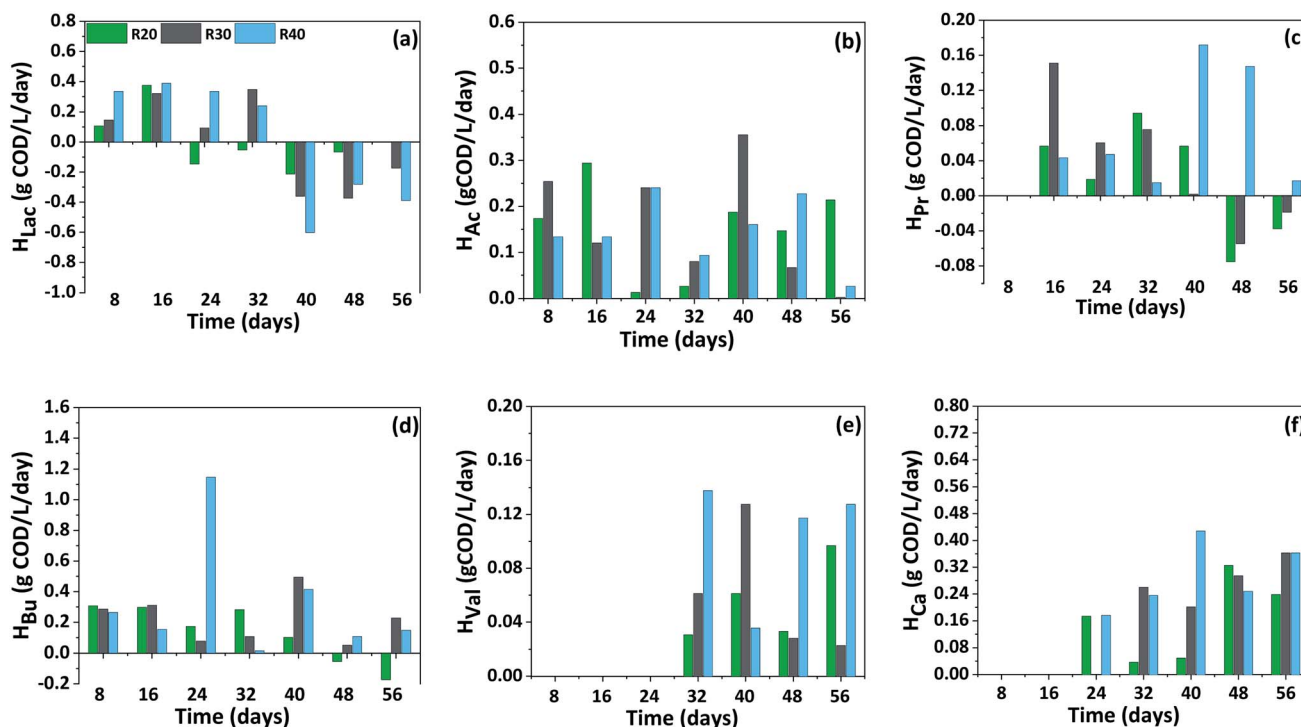 0.8
0.6
0.4
0.2
0.0
-0.2
-0.4
-0.6
-0.8
-1.0
H_Lac (g COD/L/day)
R20 R30 R40
(a)
8 16 24 32 40 48 56
Time (days)
0.6
0.5
0.4
0.3
0.2
0.1
0.0
H_Ac (gCOD/L/day)
(b)
8 16 24 32 40 48 56
Time (days)
0.20
0.16
0.12
0.08
0.04
0.00
-0.04
-0.08
H_Pr (g COD/L/day)
(c
8 16 24 32 40 48 56
Time (days)
1.6
1.4
1.2
1.0
0.8
0.6
0.4
0.2
0.0
-0.2
H_Bu (g COD/L/day)
(d)
8 16 24 32 40 48 56
Time (days)
0.20
0.16
0.12
0.08
0.04
0.00
H_Val (gCOD/L/day)
(e)
8 16 24 32 40 48 56
Time (days)
0.80
0.72
0.64
0.56
0.48
0.40
0.32
0.24
0.16
0.08
0.00
H_Ca (g COD/L/day)
(f)
8 16 24 32 40 48 56
Time (days)